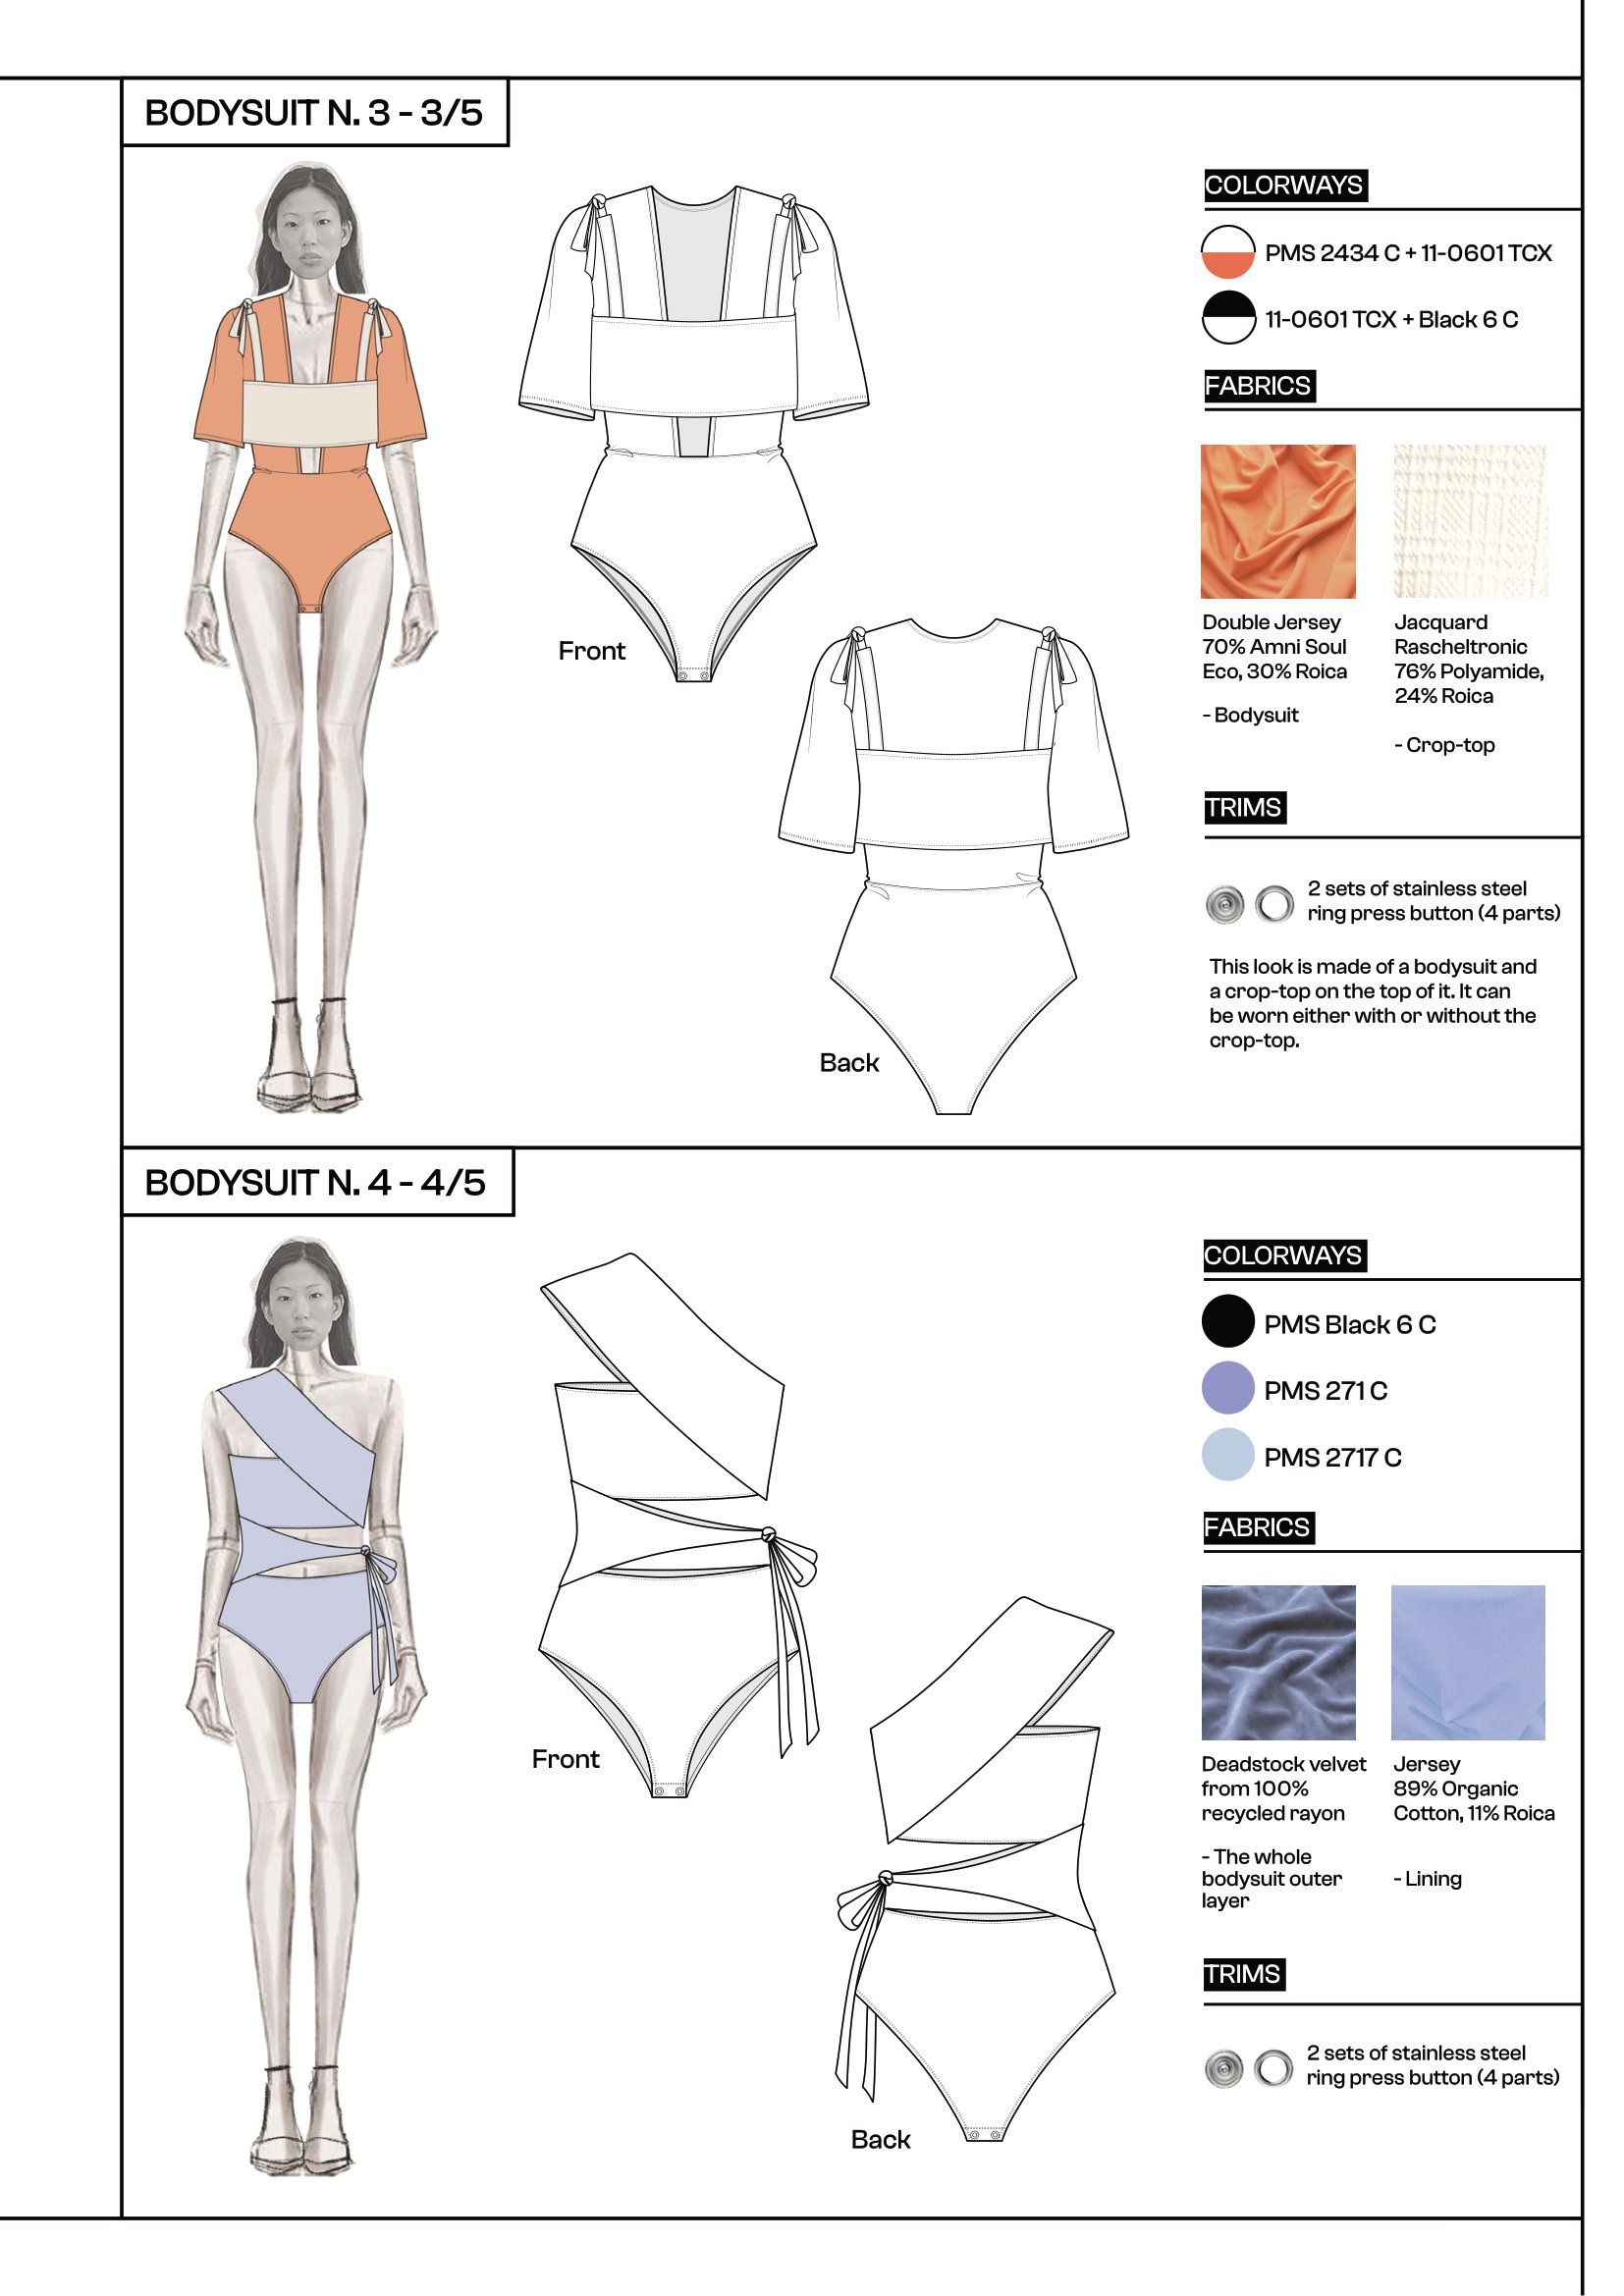 BODYSUIT N. 3 - 3/5
Front
Back
COLORWAYS
PMS 2434 C + 11-0601 TCX
11-0601 TCX + Black 6 C
FABRICS
Double Jersey
70% Amni Soul
Eco, 30% Roica
- Bodysuit
Jacquard
Rascheltronic
76% Polyamide,
24% Roica
- Crop-top
TRIMS
2 sets of stainless steel
ring press button (4 parts)
This look is made of a bodysuit and
a crop-top on the top of it. It can
be worn either with or without the
crop-top.
BODYSUIT N. 4 - 4/5
Front
Back
COLORWAYS
PMS Black 6 C
PMS 271 C
PMS 2717 C
FABRICS
Deadstock velvet
from 100%
recycled rayon
- The whole
bodysuit outer
layer
Jersey
89% Organic
Cotton, 11% Roica
- Lining
TRIMS
2 sets of stainless steel
ring press button (4 parts)